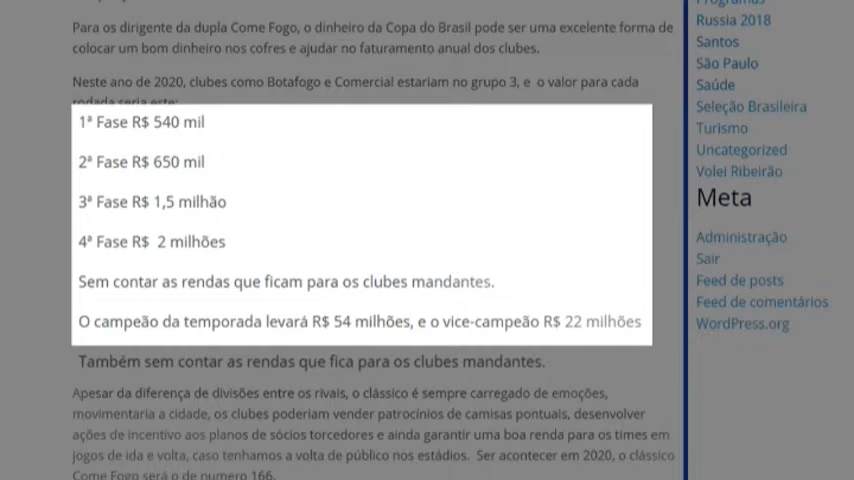 Para os dirigente da dupla Come Fogo, o dinheiro da Copa do Brasil pode ser uma excelente forma de
colocar um bom dinheiro nos cofres e ajudar no faturamento anual dos clubes.
Neste ano de 2020, clubes como Botafogo e Comercial estariam no grupo 3, e o valor para cada
rodada seria este:
1ª Fase R$ 540 mil
2ª Fase R$ 650 mil
3ª Fase R$ 1,5 milhão
4ª Fase R$ 2 milhões
Sem contar as rendas que ficam para os clubes mandantes.
O campeão da temporada levará R$ 54 milhões, e o vice-campeão R$ 22 milhões
Também sem contar as rendas que fica para os clubes mandantes.
Apesar da diferença de divisões entre os rivais, o clássico é sempre carregado de emoções,
movimentaria a cidade, os clubes poderiam vender patrocínios de camisas pontuais, desenvolver
ações de incentivo aos planos de sócios torcedores e ainda garantir uma boa renda para os times em
jogos de ida e volta, caso tenhamos a volta de público nos estádios. Ser acontecer em 2020, o clássico
Come Fogo será o de numero 166.
Programas
Russia 2018
Santos
São Paulo
Saúde
Seleção Brasileira
Turismo
Uncategorized
Volei Ribeirão
Meta
Administração
Sair
Feed de posts
Feed de comentários
WordPress.org